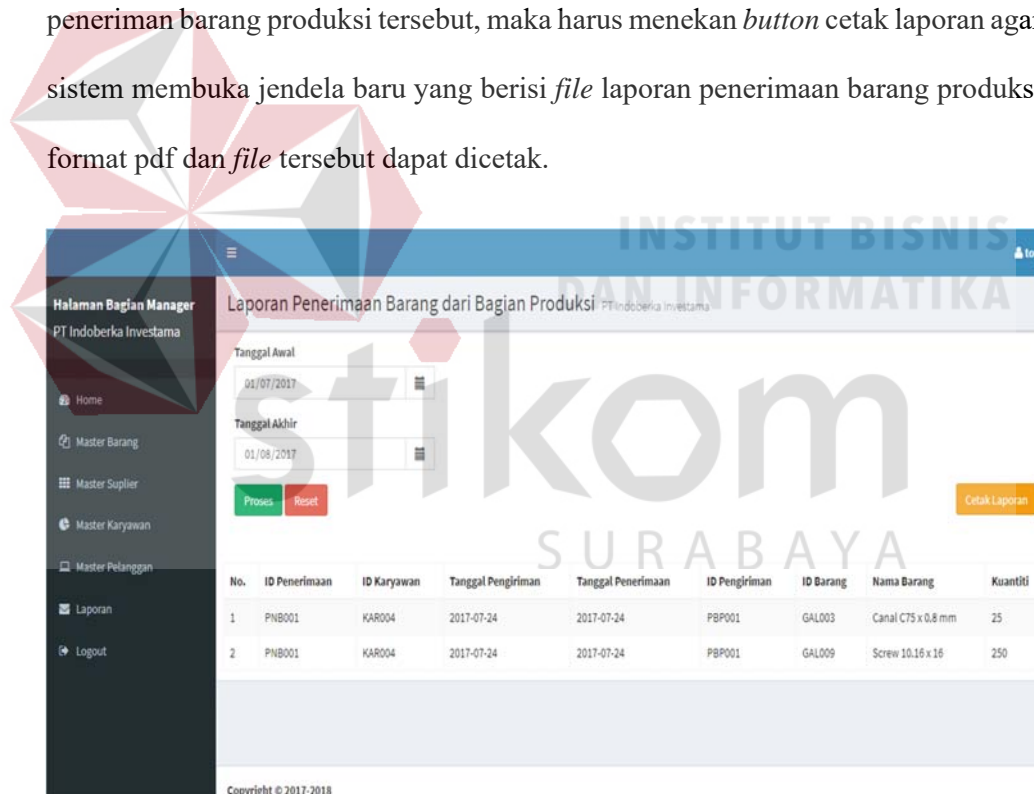 peneriman barang produksi tersebut, maka harus menekan button cetak laporan agar
sistem membuka jendela baru yang berisi file laporan penerimaan barang produks
format pdf dan file tersebut dapat dicetak.
INSTITUT BISNIS
DAN INFORMATIKA
stikom
SURABAYA
to
Halaman Bagian Manager
PT Indoberka Investama
Home
Master Barang
Master Suplier
Master Karyawan
Master Pelanggan
Laporan
Logout
Laporan Penerimaan Barang dari Bagian Produksi PT Indoberka Investama
Tanggal Awal
01/07/2017
Tanggal Akhir
01/08/2017
Proses Reset
Cetak Laporan
No. ID Penerimaan ID Karyawan Tanggal Pengiriman Tanggal Penerimaan ID Pengiriman ID Barang Nama Barang Kuantiti
1 PNB001 KAR004 2017-07-24 2017-07-24 PBP001 GAL003 Canal C75 x 0,8 mm 25
2 PNB001 KAR004 2017-07-24 2017-07-24 PBP001 GAL009 Screw 10.16 x 16 250
Copyright © 2017-2018